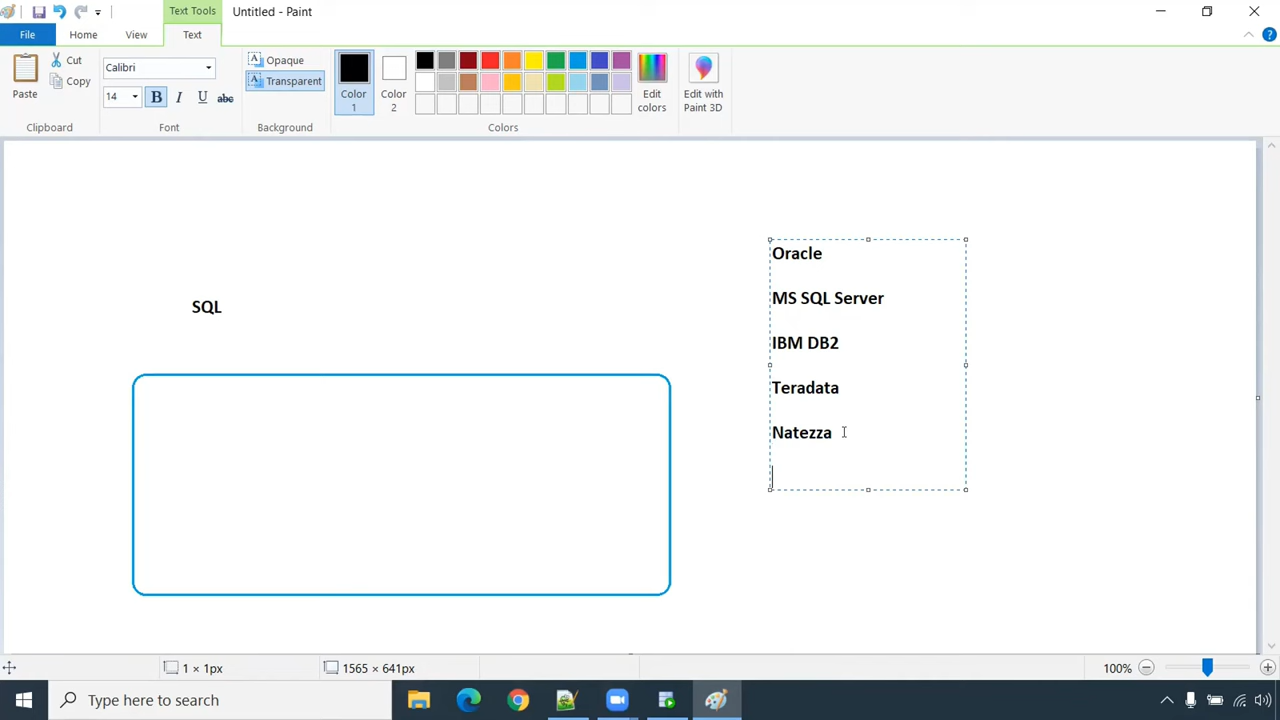 Text Tools
Untitled - Paint
File
Home
View
Text
Paste
Cut
Copy
Clipboard
Calibri
14
B
I
U
abc
Font
A Opaque
A Transparent
Background
Color
1
Color
2
Edit
colors
Colors
Edit with
Paint 3D
?
SQL
Oracle
MS SQL Server
IBM DB2
Teradata
Natezza
1 × 1px
1565 × 641px
100%
Type here to search